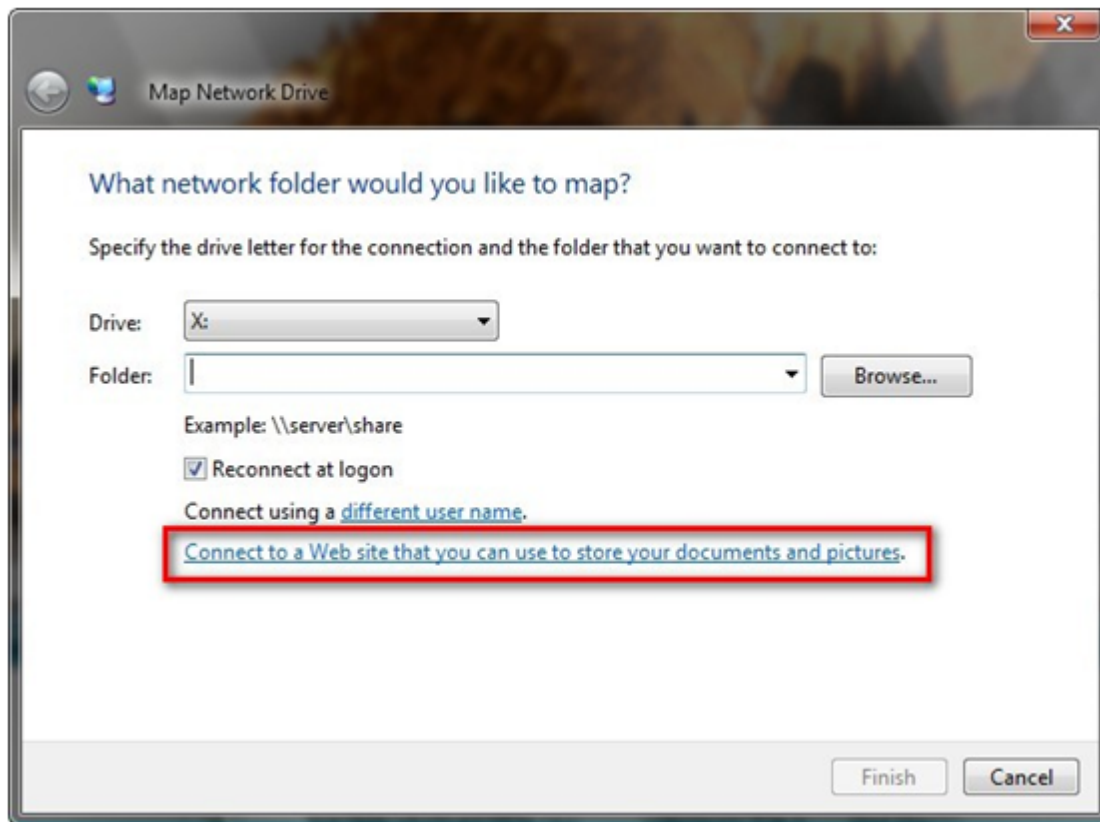 Map Network Drive
What network folder would you like to map?
Specify the drive letter for the connection and the folder that you want to connect to:
Drive: X:
Folder: Browse...
Example: \\server\share
Reconnect at logon
Connect using a different user name.
Connect to a Web site that you can use to store your documents and pictures.
Finish Cancel